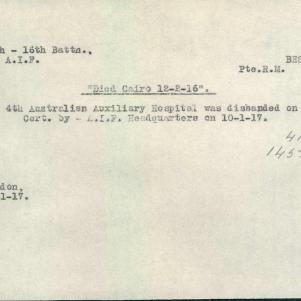 h - 16th Battn.,
A.I.F.
BES
Pte.R.M.
"Died Cairo 12-2-16".
4th Australian Auxiliary Hospital was disbanded on
Cert. by - A.I.F. Headquarters on 10-1-17.
don,
1-17.